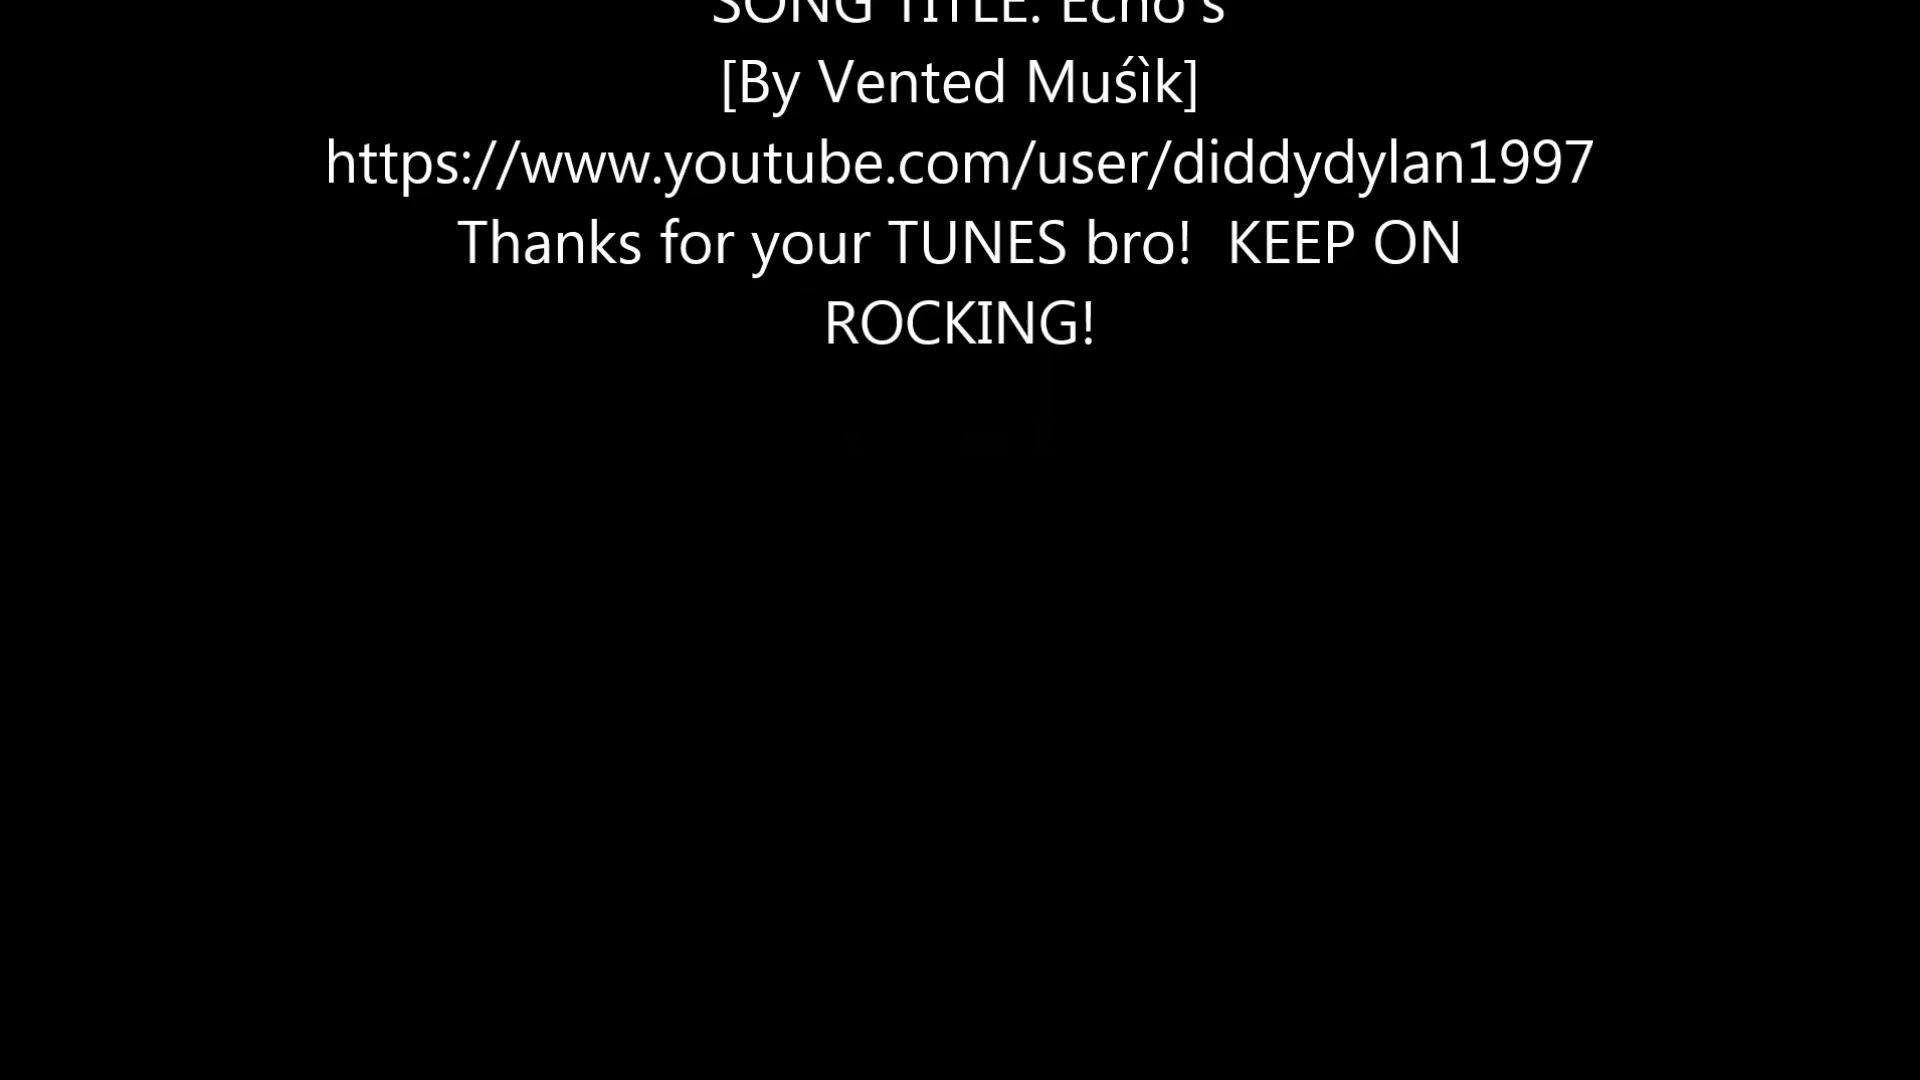 SONG TITLE: Echo's
[By Vented Muśìk]
https://www.youtube.com/user/diddydylan1997
Thanks for your TUNES bro!  KEEP ON
ROCKING!